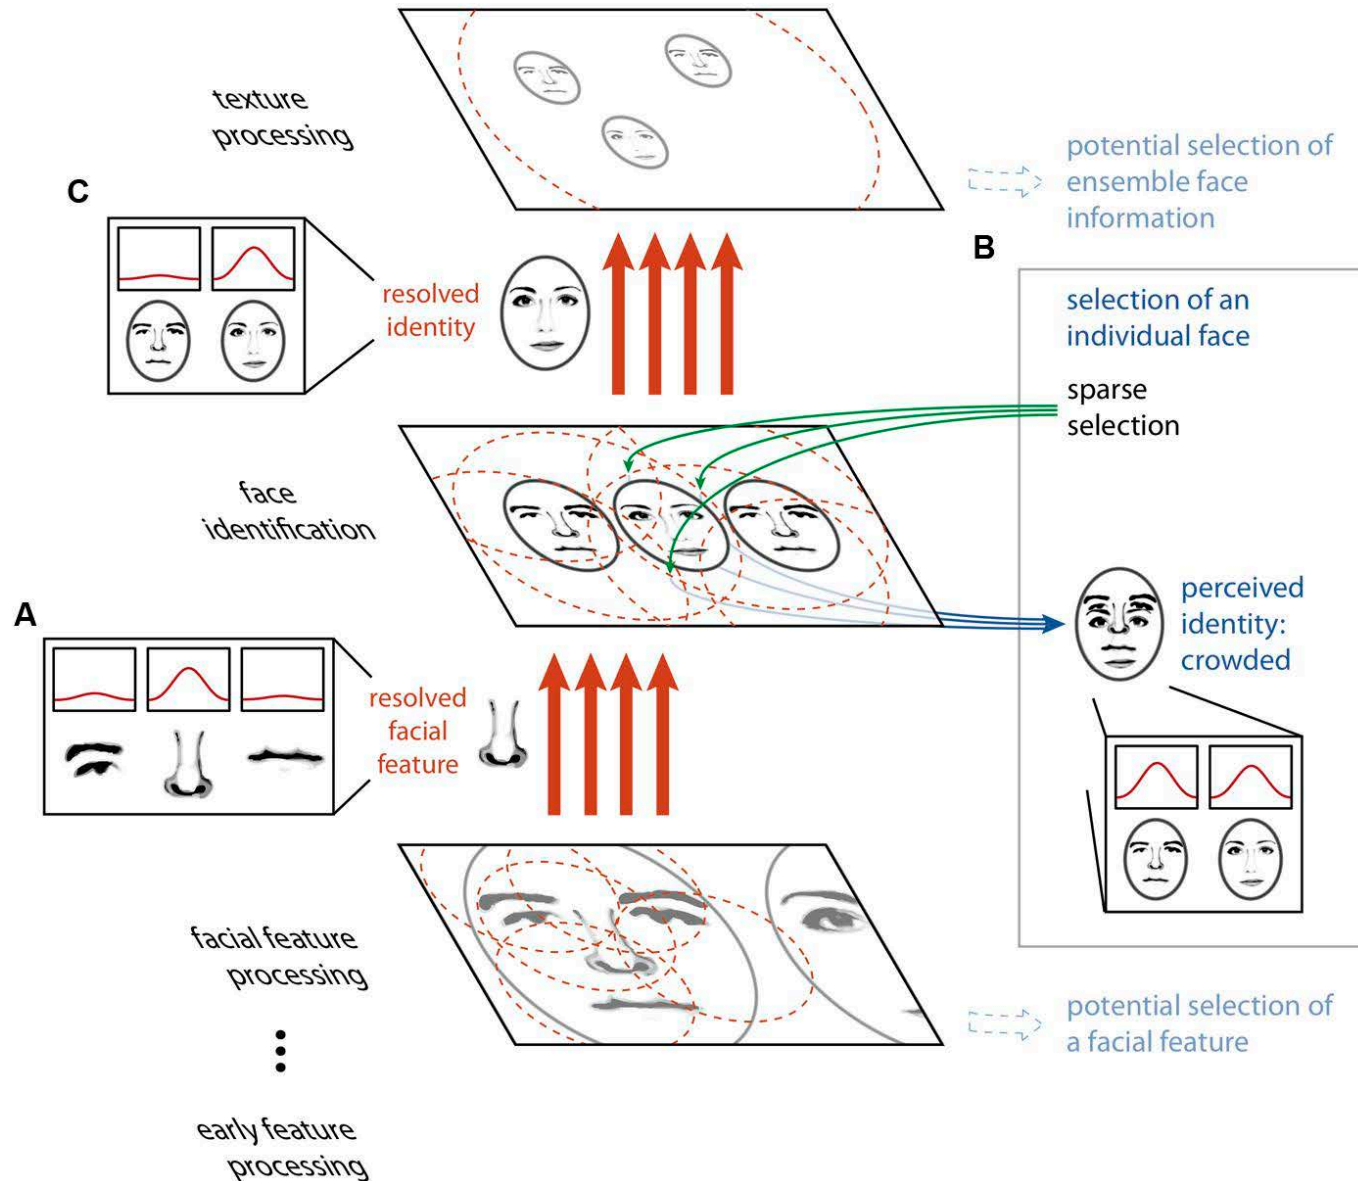 texture
processing
potential selection of
ensemble face
information
C
resolved
identity
B
selection of an
individual face
sparse
selection
face
identification
perceived
identity:
crowded
A
resolved
facial
feature
facial feature
processing
potential selection of
a facial feature
early feature
processing